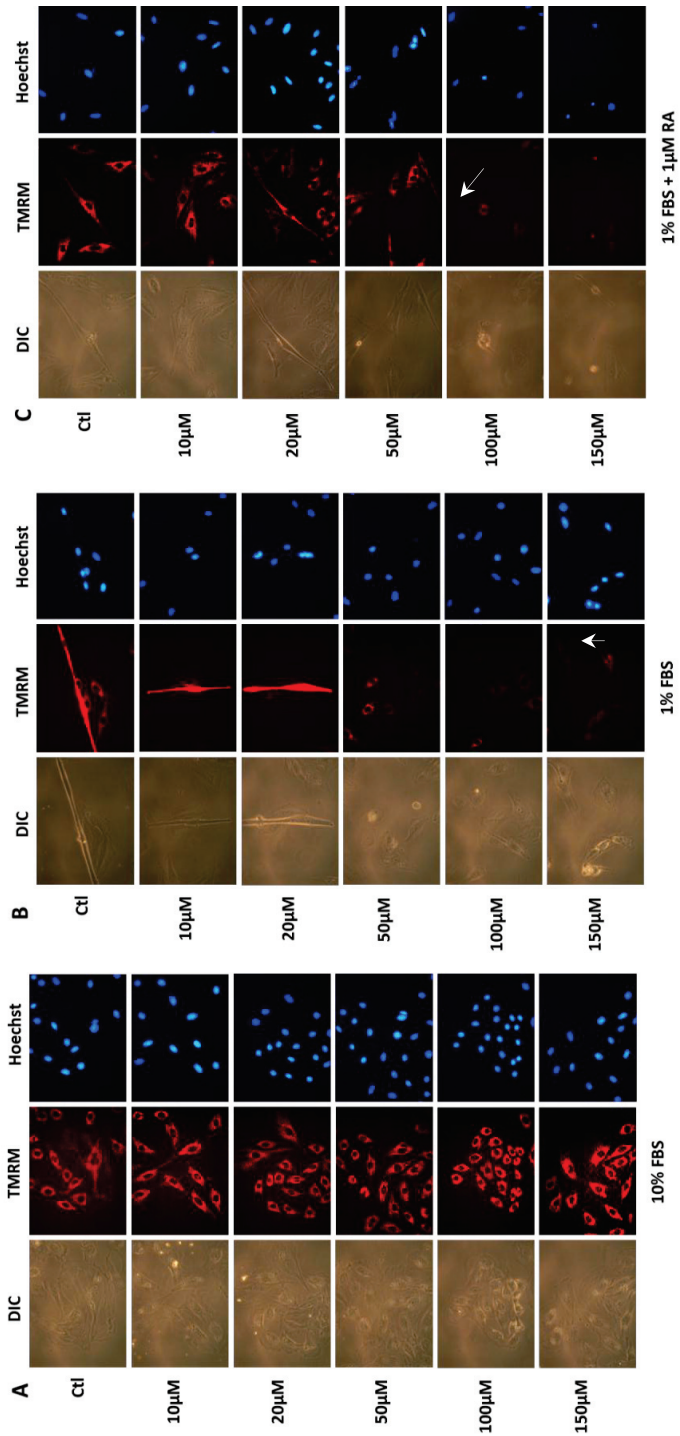 A
DIC TMRM Hoechst
Ctl
10µM
20µM
50µM
100µM
150µM
10% FBS
B
DIC TMRM Hoechst
Ctl
10µM
20µM
50µM
100µM
150µM
1% FBS
C
DIC TMRM Hoechst
Ctl
10µM
20µM
50µM
100µM
150µM
1% FBS + 1µM RA